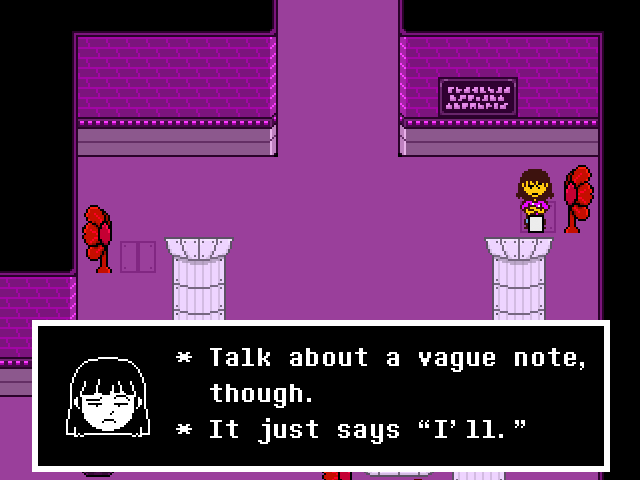 * Talk about a vague note,
though.
* It just says “I'll.”